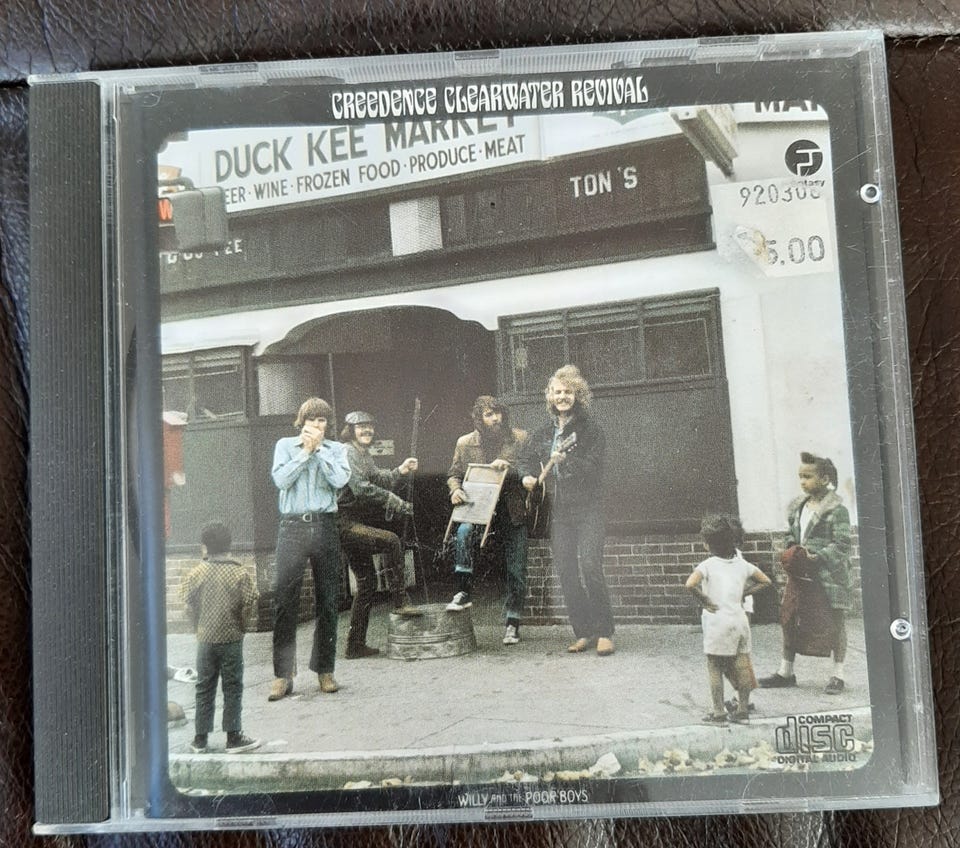 CREEDENCE CLEARWATER REVIVAL
DUCK KEE MARKET
EER · WINE · FROZEN FOOD · PRODUCE · MEAT
TON'S
920308
5.00
COMPACT
disc
DIGITAL AUDIO
WILLY and the POOR BOYS